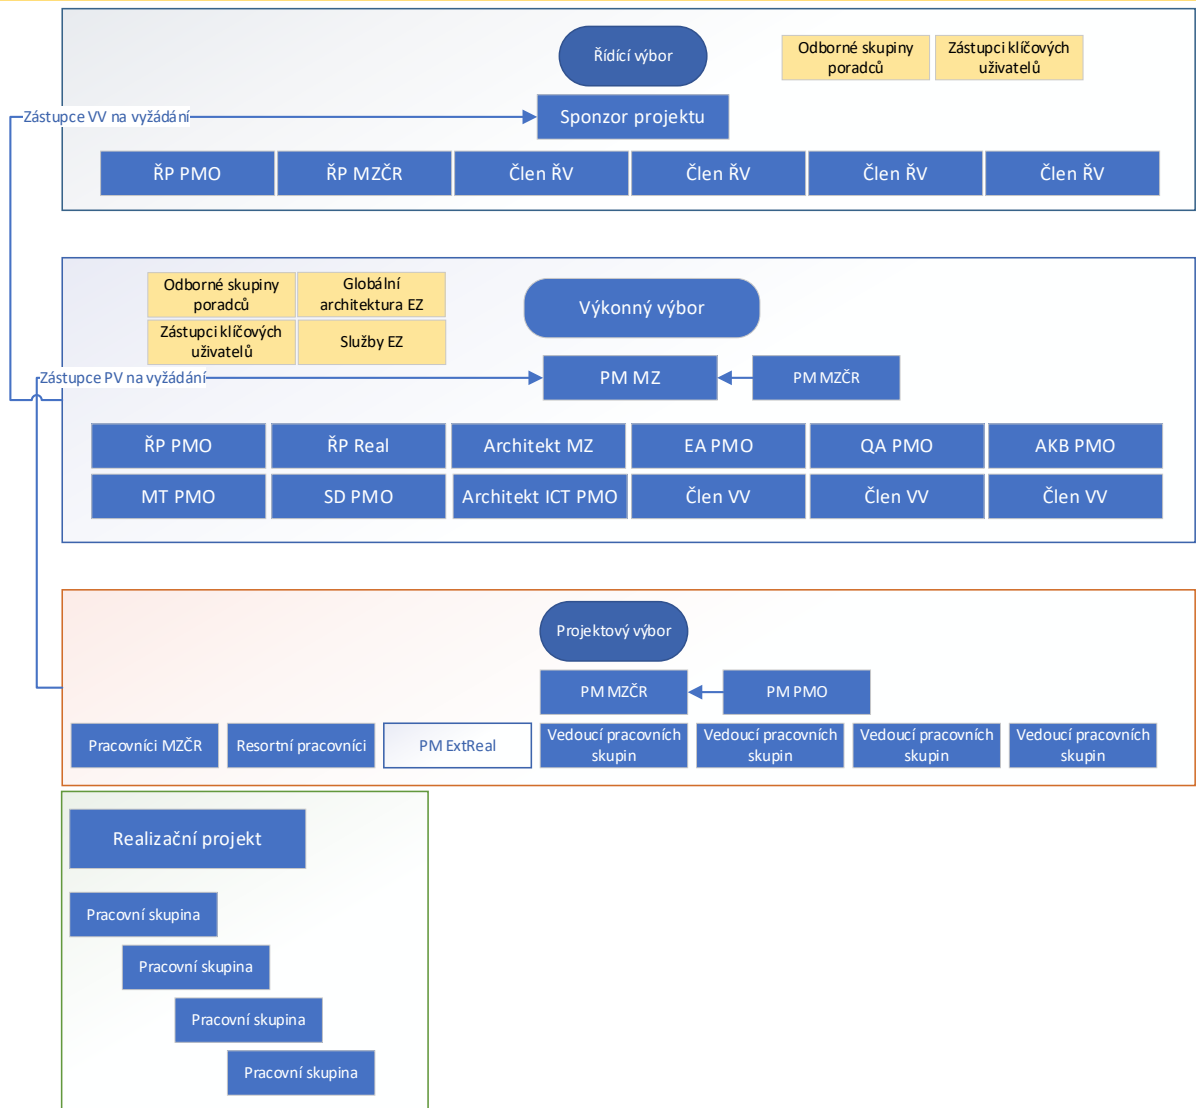 Řídící výbor
Odborné skupiny
poradců
Zástupci klíčových
uživatelů
Zástupce VV na vyžádání
Sponzor projektu
ŘP PMO
ŘP MZČR
Člen ŘV
Člen ŘV
Člen ŘV
Člen ŘV
Odborné skupiny
poradců
Globální
architektura EZ
Zástupci klíčových
uživatelů
Služby EZ
Výkonný výbor
Zástupce PV na vyžádání
PM MZ
PM MZČR
ŘP PMO
ŘP Real
Architekt MZ
EA PMO
QA PMO
AKB PMO
MT PMO
SD PMO
Architekt ICT PMO
Člen VV
Člen VV
Člen VV
Projektový výbor
PM MZČR
PM PMO
Pracovníci MZČR
Resortní pracovníci
PM ExtReal
Vedoucí pracovních
skupin
Vedoucí pracovních
skupin
Vedoucí pracovních
skupin
Vedoucí pracovních
skupin
Realizační projekt
Pracovní skupina
Pracovní skupina
Pracovní skupina
Pracovní skupina